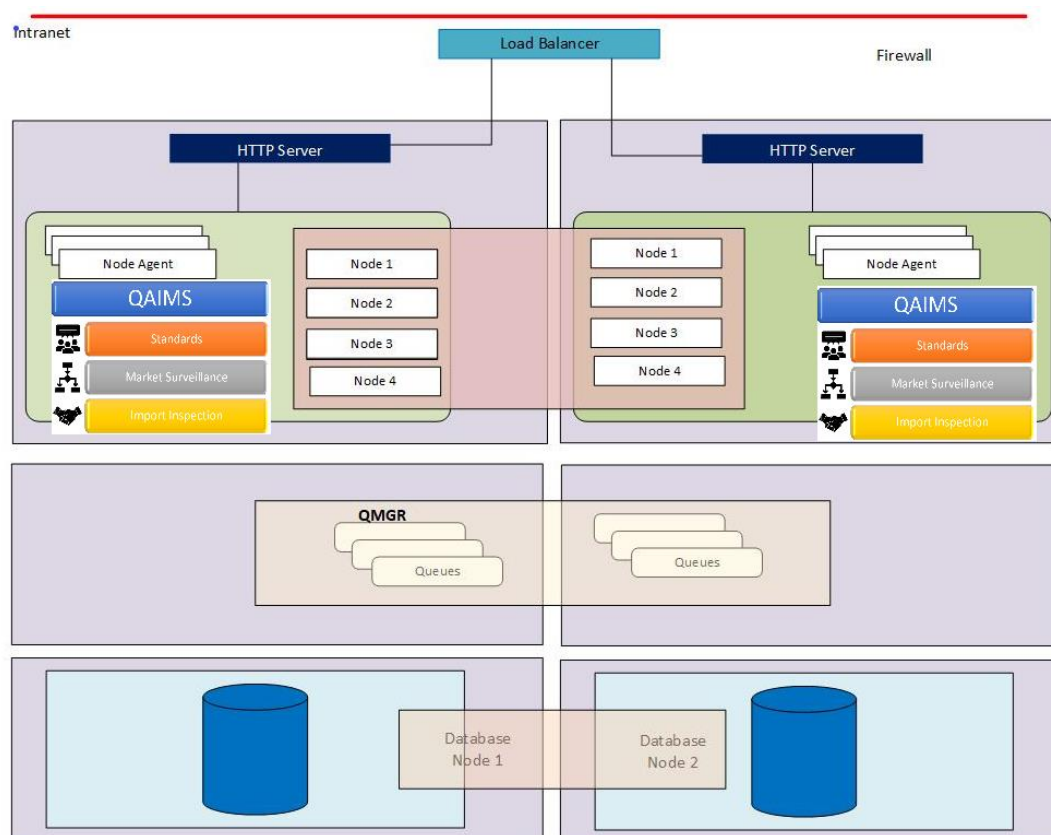 Intranet
Load Balancer
Firewall
HTTP Server
HTTP Server
Node Agent
QAIMS
Standards
Market Surveillance
Import Inspection
Node 1
Node 2
Node 3
Node 4
Node 1
Node 2
Node 3
Node 4
Node Agent
QAIMS
Standards
Market Surveillance
Import Inspection
QMGR
Queues
Queues
Database
Node 1
Database
Node 2